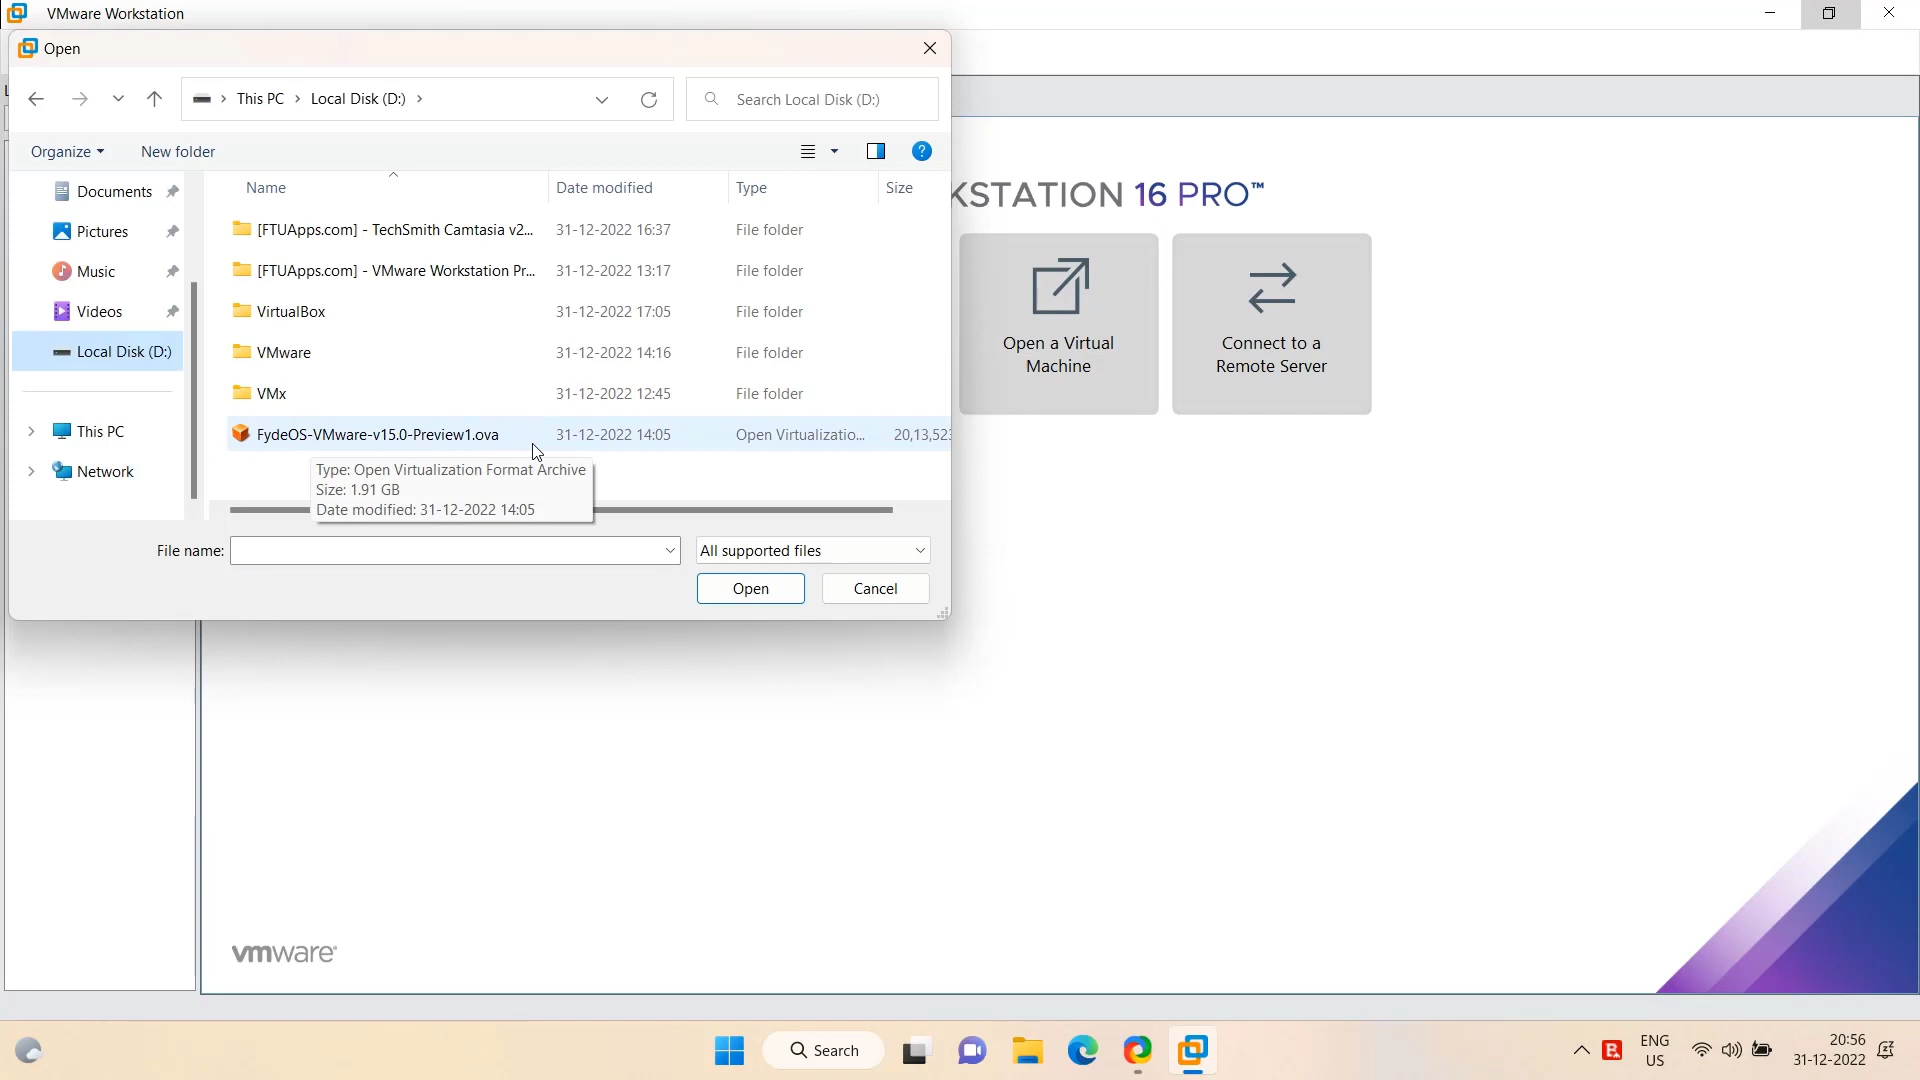 VMware Workstation
Open
This PC
Local Disk (D:)
Search Local Disk (D:)
Organize
New folder
Name
Date modified
Type
Size
Documents
Pictures
Music
Videos
Local Disk (D:)
This PC
Network
[FTUApps.com] - TechSmith Camtasia v2...
31-12-2022 16:37
File folder
[FTUApps.com] - VMware Workstation Pr...
31-12-2022 13:17
File folder
VirtualBox
31-12-2022 17:05
File folder
VMware
31-12-2022 14:16
File folder
VMx
31-12-2022 12:45
File folder
FydeOS-VMware-v15.0-Preview1.ova
31-12-2022 14:05
Open Virtualizatio...
20,13,523
Type: Open Virtualization Format Archive
Size: 1.91 GB
Date modified: 31-12-2022 14:05
File name:
All supported files
Open
Cancel
KSTATION 16 PRO™
Open a Virtual
Machine
Connect to a
Remote Server
vmware®
Search
ENG
US
20:56
31-12-2022